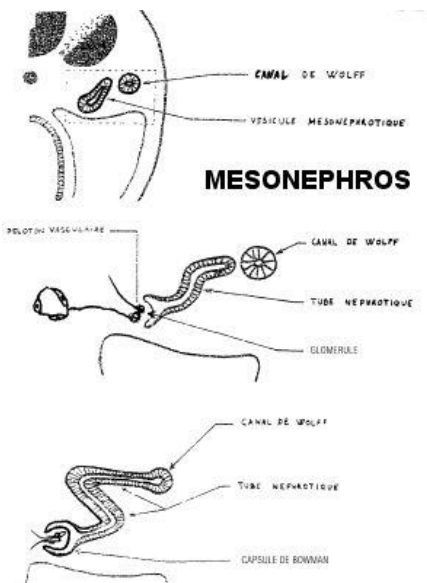 CANAL DE WOLFF
VESICULE MESONEPHROTIQUE
MESONEPHROS
PELOTON VASCULAIRE
CANAL DE WOLFF
TUBE NEPHROTIQUE
GLOMERULE
CANAL DE WOLFF
TUBE NEPHROTIQUE
CAPSULE DE BOWMAN